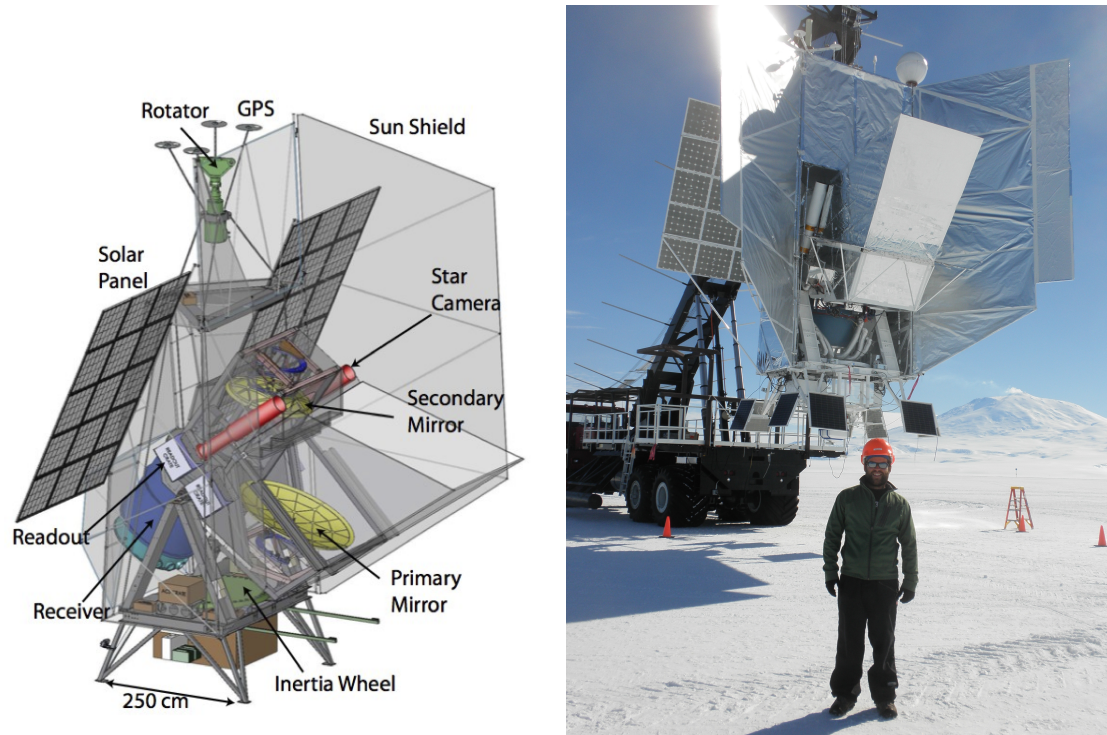 Rotator
GPS
Sun Shield
Solar
Panel
Star
Camera
Secondary
Mirror
Readout
Receiver
Primary
Mirror
Inertia Wheel
250 cm